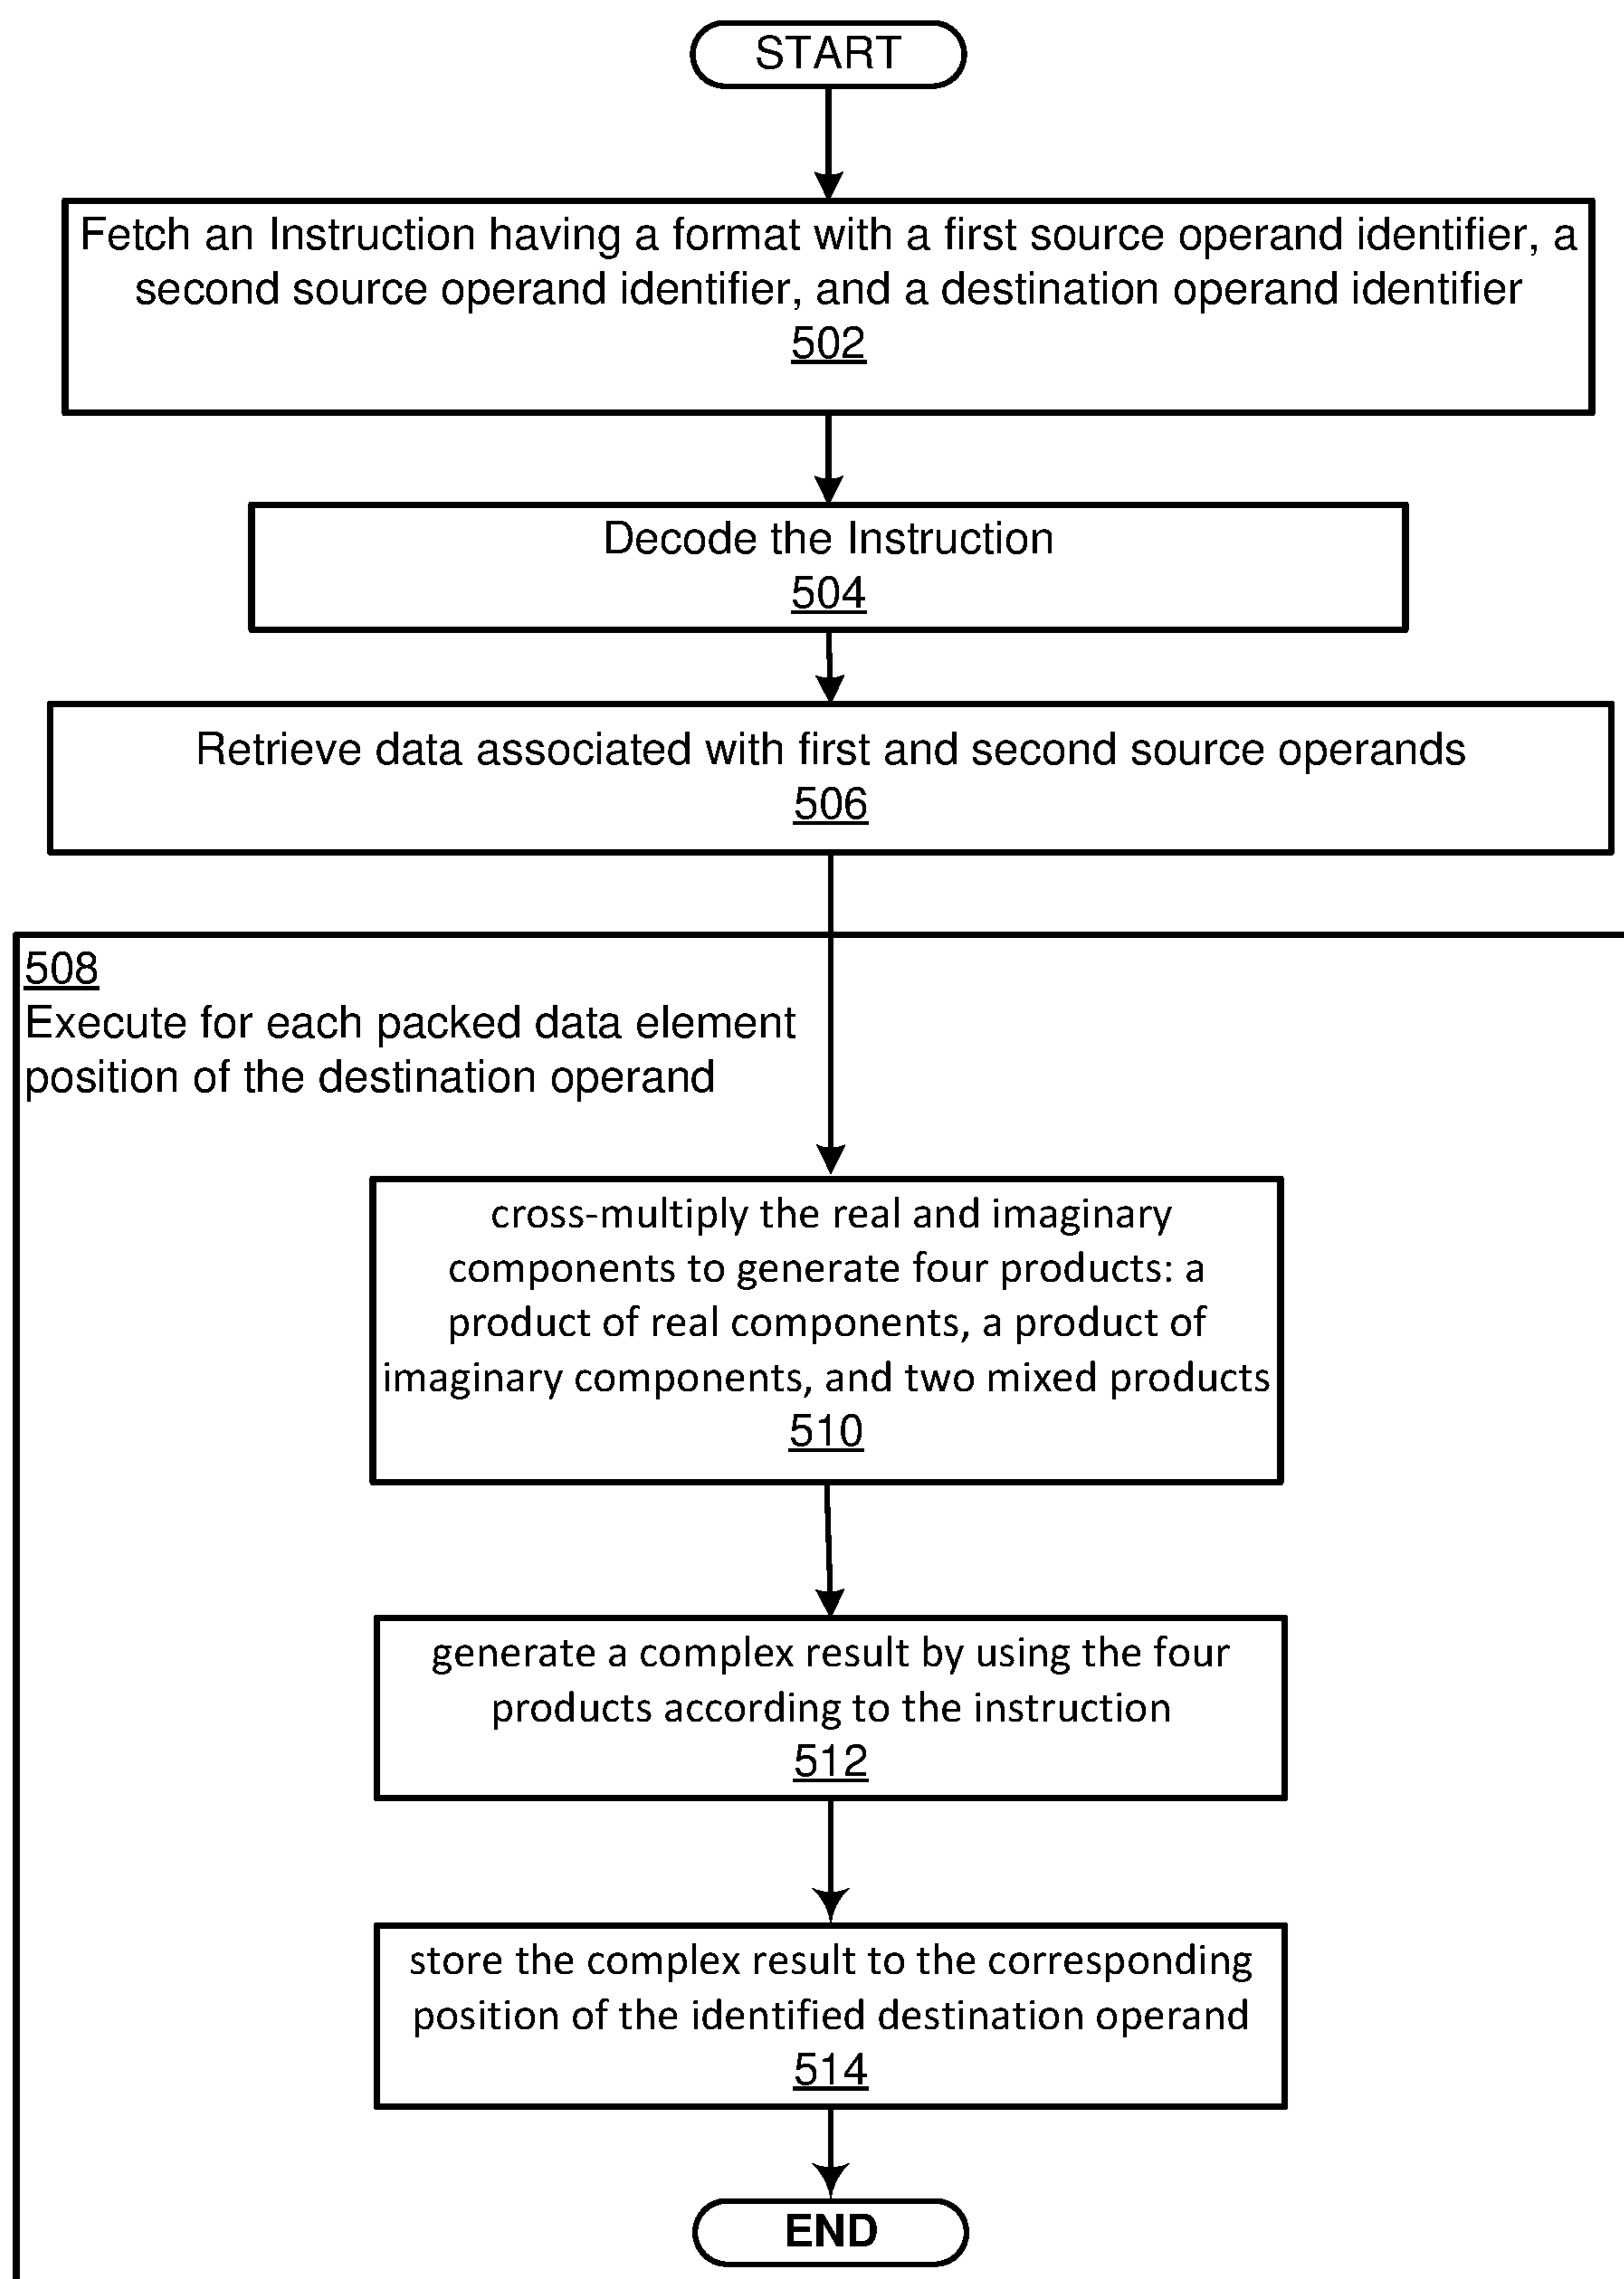 START
Fetch an Instruction having a format with a first source operand identifier, a
second source operand identifier, and a destination operand identifier
502
Decode the Instruction
504
Retrieve data associated with first and second source operands
506
508
Execute for each packed data element
position of the destination operand
cross-multiply the real and imaginary
components to generate four products: a
product of real components, a product of
imaginary components, and two mixed products
510
generate a complex result by using the four
products according to the instruction
512
store the complex result to the corresponding
position of the identified destination operand
514
END